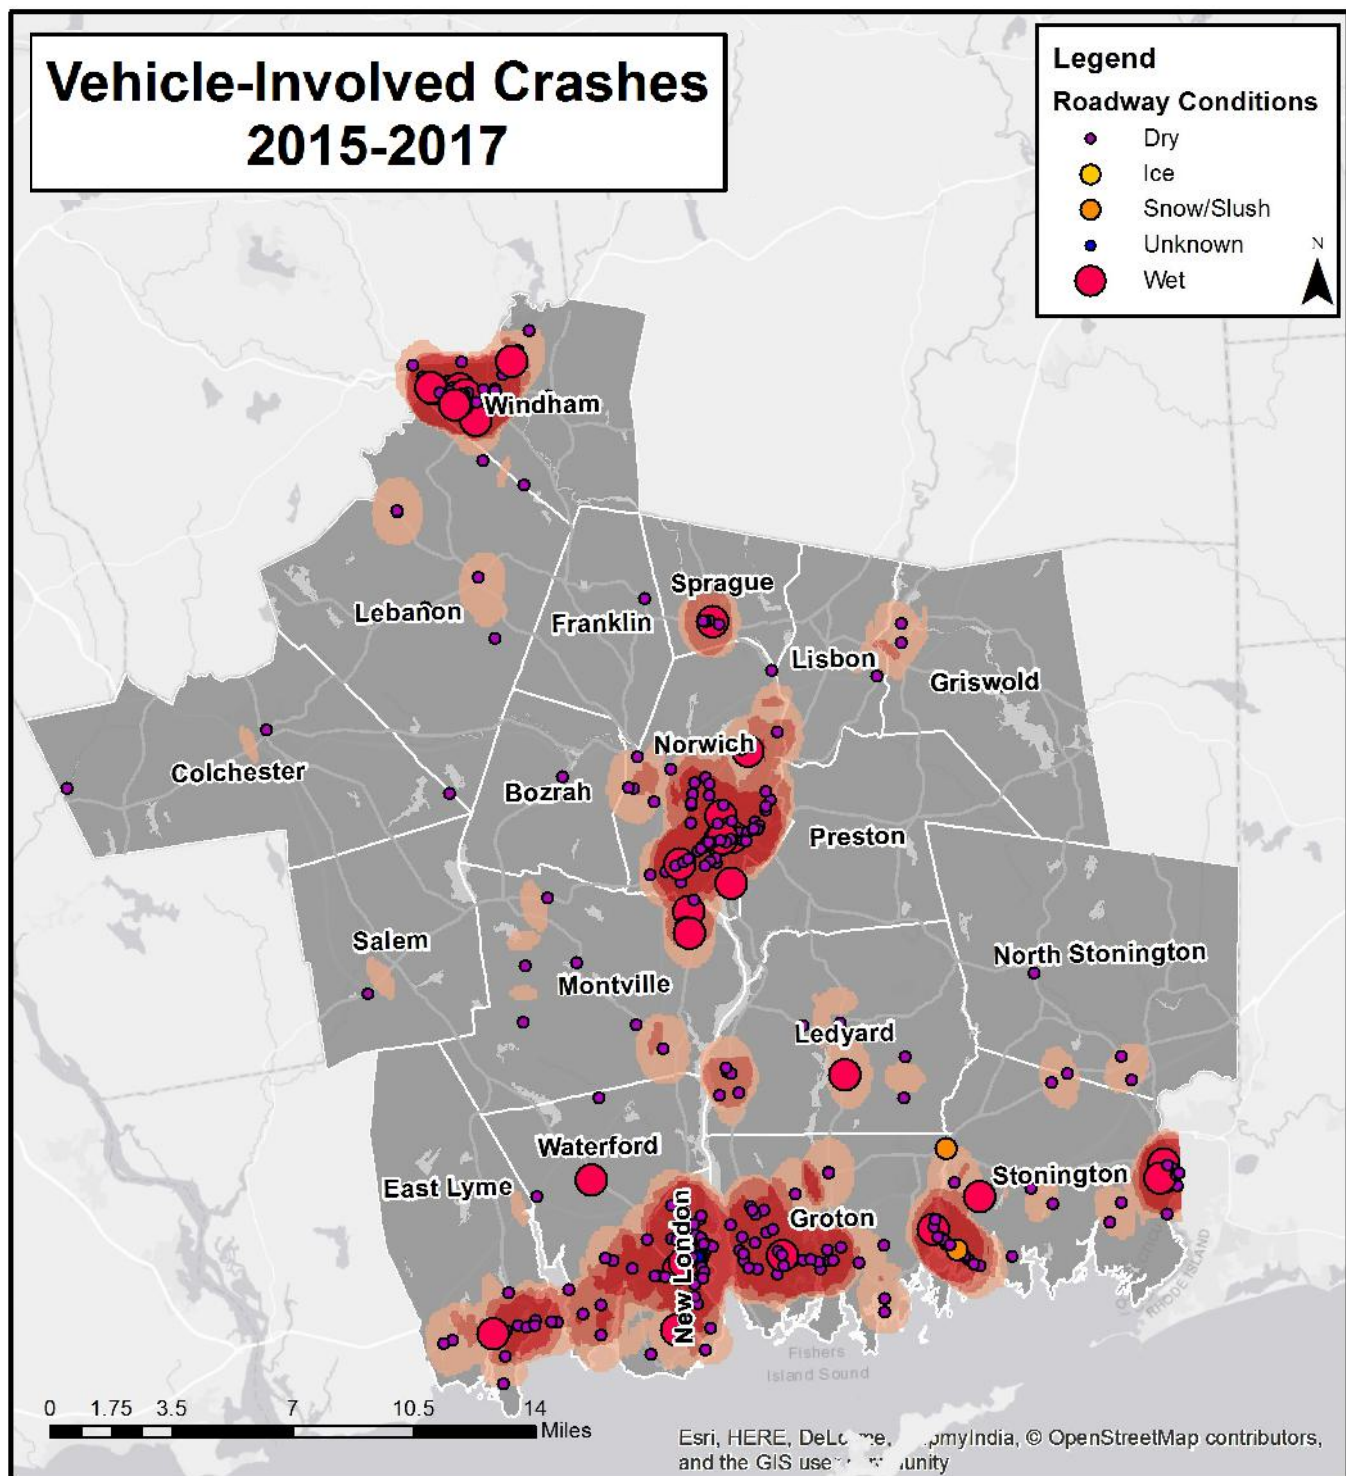 Vehicle-Involved Crashes
2015-2017
Legend
Roadway Conditions
Dry
Ice
Snow/Slush
Unknown
Wet
N
Windham
Sprague
Lebanon
Franklin
Lisbon
Griswold
Norwich
Colchester
Bozrah
Preston
Salem
North Stonington
Montville
Ledyard
Waterford
East Lyme
Stonington
New London
Groton
RHODE ISLAND
Fishers
Island Sound
0 1.75 3.5 7 10.5 14
Miles
Esri, HERE, © OpenStreetMap contributors,
and the GIS user